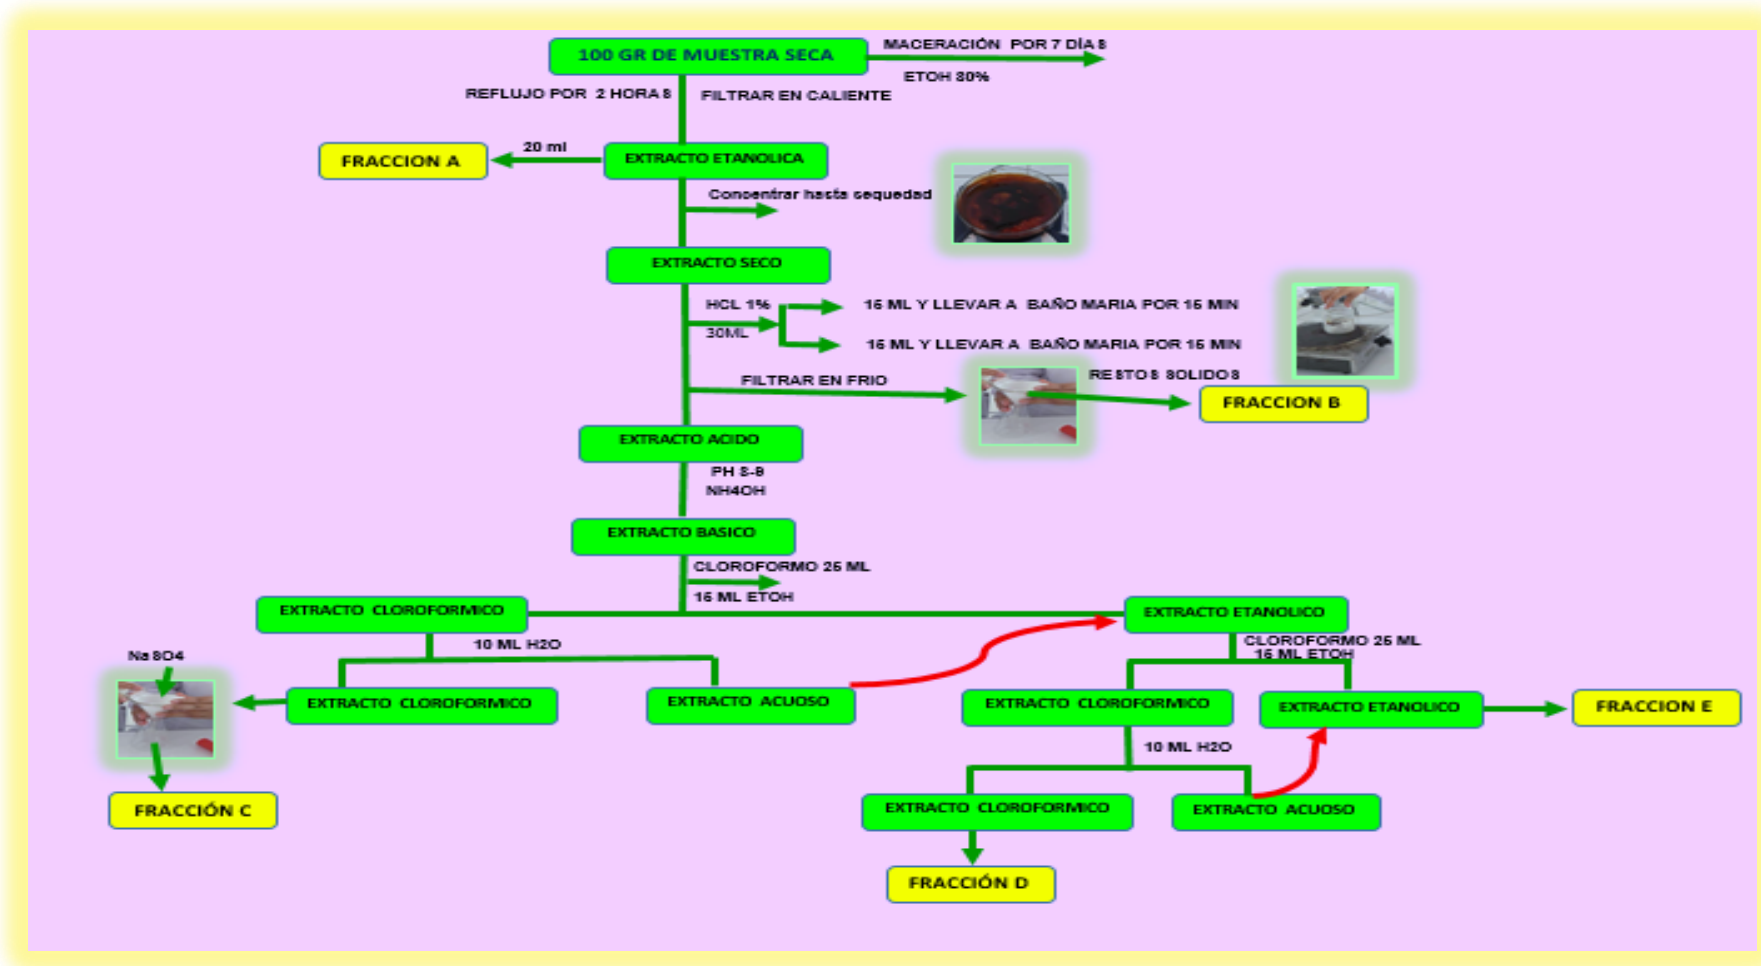 100 GR DE MUESTRA SECA
MACERACIÓN POR 7 DÍAS
ETOH 80%
REFLUJO POR 2 HORAS
FILTRAR EN CALIENTE
FRACCION A
20 ml
EXTRACTO ETANOLICA
Concentrar hasta sequedad
EXTRACTO SECO
HCL 1%
30ML
15 ML Y LLEVAR A BAÑO MARIA POR 15 MIN
15 ML Y LLEVAR A BAÑO MARIA POR 15 MIN
FILTRAR EN FRIO
RESTOS SOLIDOS
FRACCION B
EXTRACTO ACIDO
PH 8-9
NH4OH
EXTRACTO BASICO
CLOROFORMO 25 ML
15 ML ETOH
EXTRACTO CLOROFORMICO
EXTRACTO ETANOLICO
10 ML H2O
CLOROFORMO 25 ML
15 ML ETOH
NaSO4
EXTRACTO CLOROFORMICO
EXTRACTO ACUOSO
EXTRACTO CLOROFORMICO
EXTRACTO ETANOLICO
FRACCION E
10 ML H2O
FRACCIÓN C
EXTRACTO CLOROFORMICO
EXTRACTO ACUOSO
FRACCIÓN D